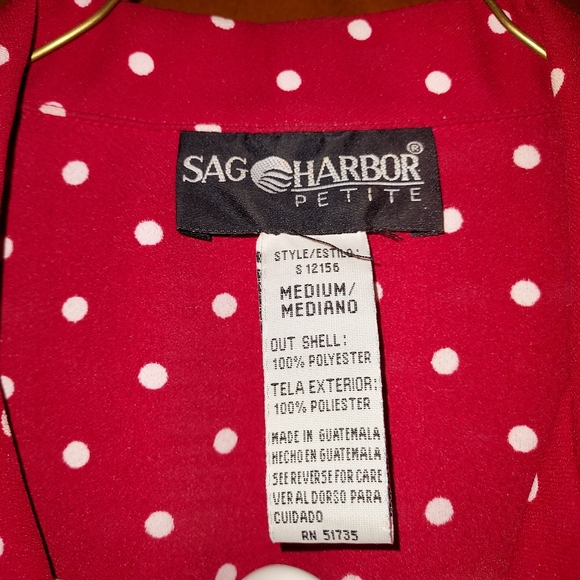 SAG HARBOR®
PETITE
STYLE/ESTILO:
S 12156
MEDIUM/
MEDIANO
OUT SHELL:
100% POLYESTER
TELA EXTERIOR:
100% POLIESTER
MADE IN GUATEMALA
HECHO EN GUATEMALA
SEE REVERSE FOR CARE
VER AL DORSO PARA
CUIDADO
RN 51735